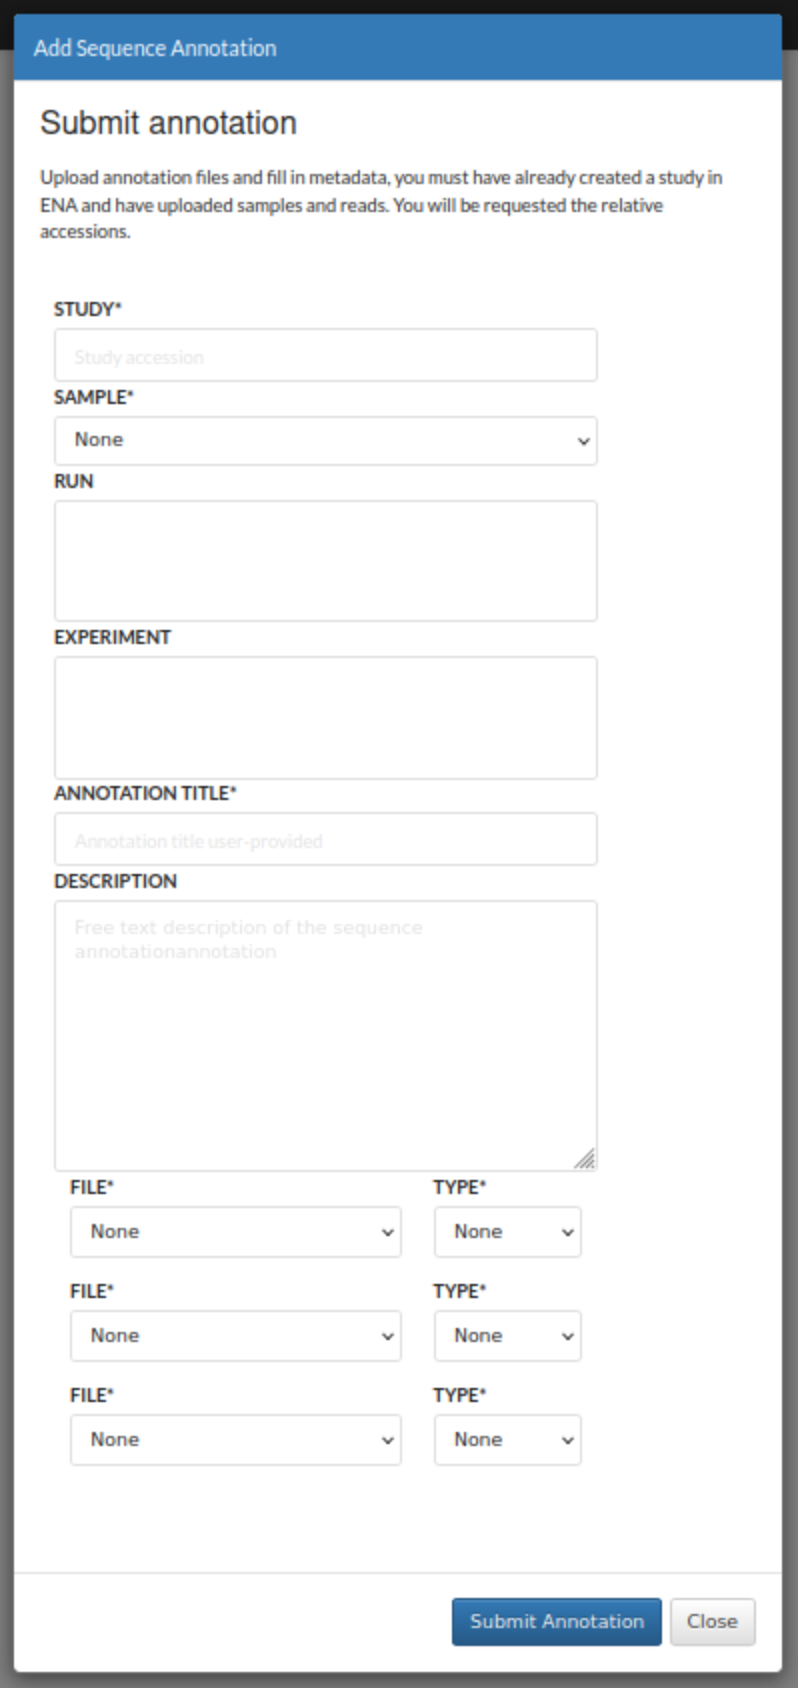 Add Sequence Annotation
Submit annotation
Upload annotation files and fill in metadata, you must have already created a study in
ENA and have uploaded samples and reads. You will be requested the relative
accessions.
STUDY*
Study accession
SAMPLE*
None
RUN
EXPERIMENT
ANNOTATION TITLE*
Annotation title user-provided
DESCRIPTION
Free text description of the sequence
annotationannotation
FILE* TYPE*
None None
FILE* TYPE*
None None
FILE* TYPE*
None None
Submit Annotation Close